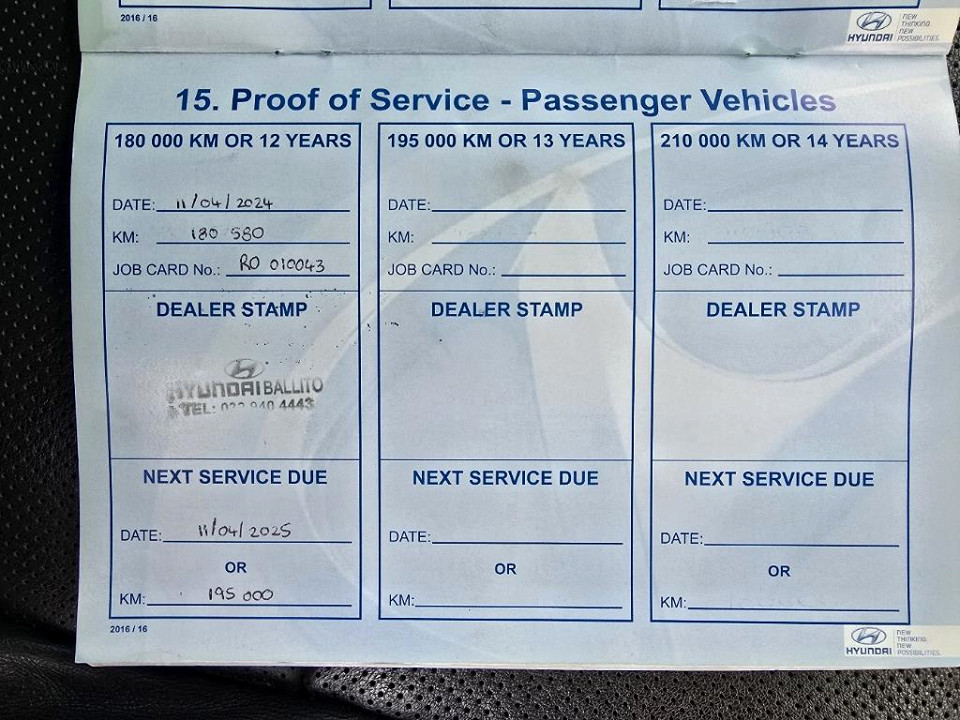 2016 / 16
HYUNDAI
NEW
THINKING.
NEW
POSSIBILITIES.
15. Proof of Service - Passenger Vehicles
180 000 KM OR 12 YEARS
DATE: 11/04/2024
KM: 180 580
JOB CARD No.: RO 010043
DEALER STAMP
HYUNDAI BALLITO
TEL: 940 4443
NEXT SERVICE DUE
DATE: 11/04/2025
OR
KM: 195 000
195 000 KM OR 13 YEARS
DATE:
KM:
JOB CARD No.:
DEALER STAMP
NEXT SERVICE DUE
DATE:
OR
KM:
210 000 KM OR 14 YEARS
DATE:
KM:
JOB CARD No.:
DEALER STAMP
NEXT SERVICE DUE
DATE:
OR
KM:
2016 / 16
HYUNDAI
NEW
THINKING.
NEW
POSSIBILITIES.